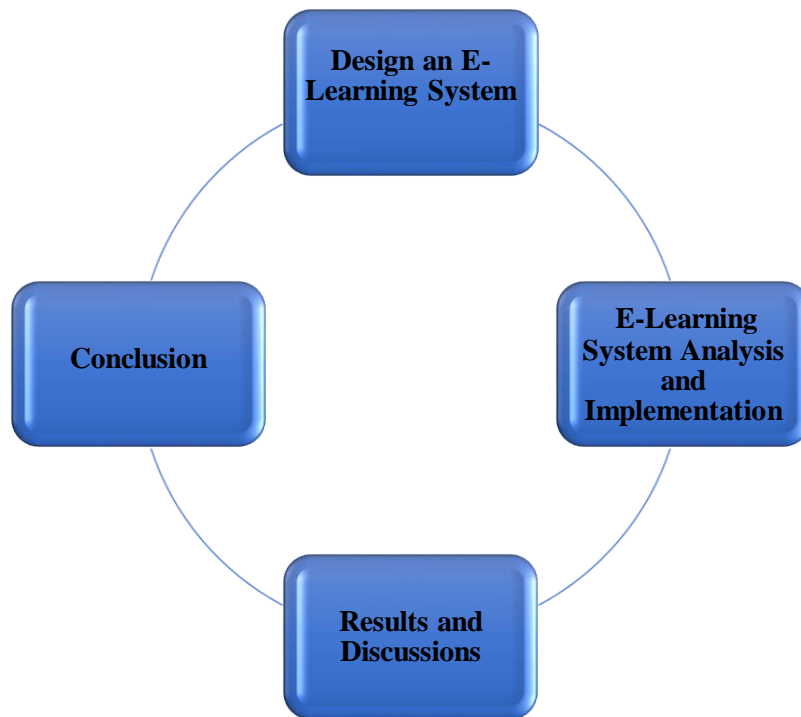 Design an E-
Learning System
E-Learning
System Analysis
and
Implementation
Results and
Discussions
Conclusion